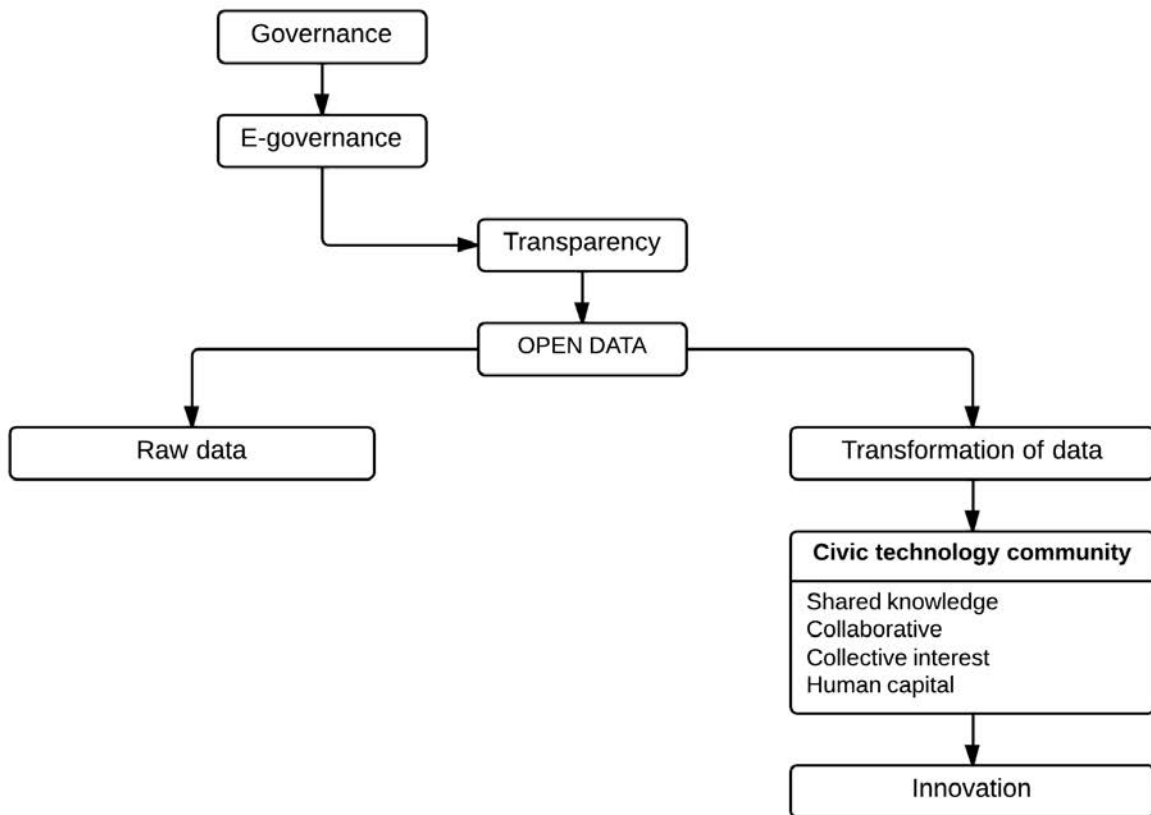 Governance
E-governance
Transparency
OPEN DATA
Raw data
Transformation of data
Civic technology community
Shared knowledge
Collaborative
Collective interest
Human capital
Innovation